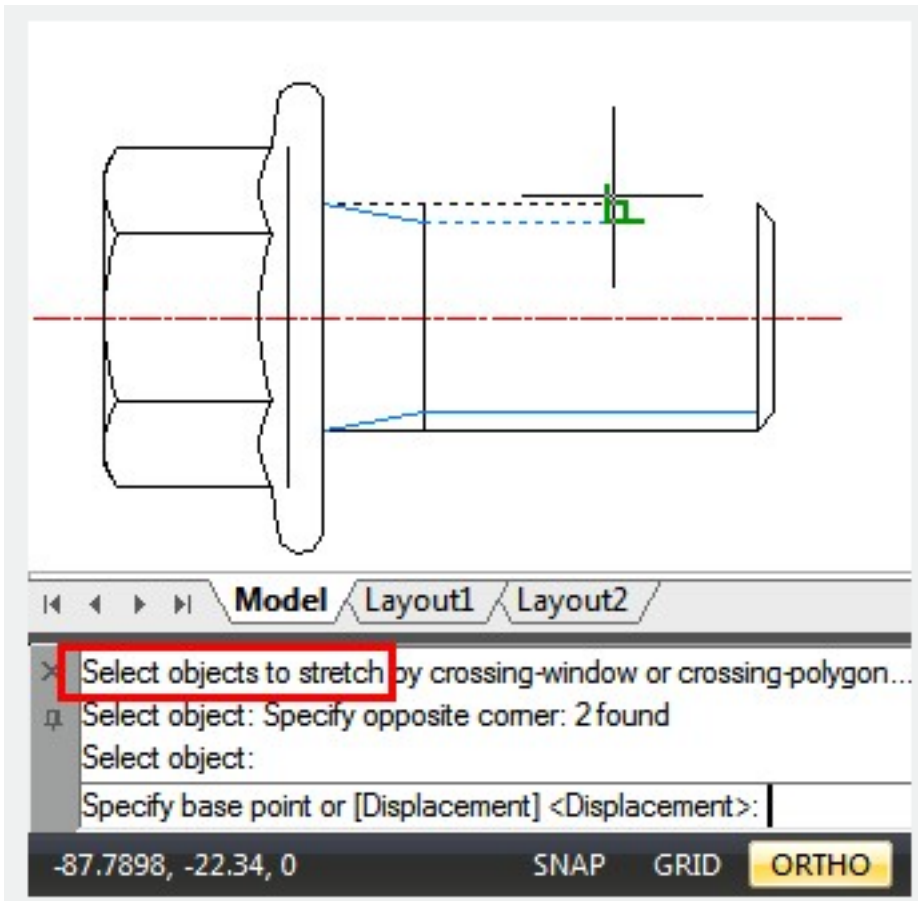 Model Layout1 Layout2
Select objects to stretch by crossing-window or crossing-polygon...
Select object: Specify opposite corner: 2 found
Select object:
Specify base point or [Displacement] <Displacement>:
-87.7898, -22.34, 0 SNAP GRID ORTHO